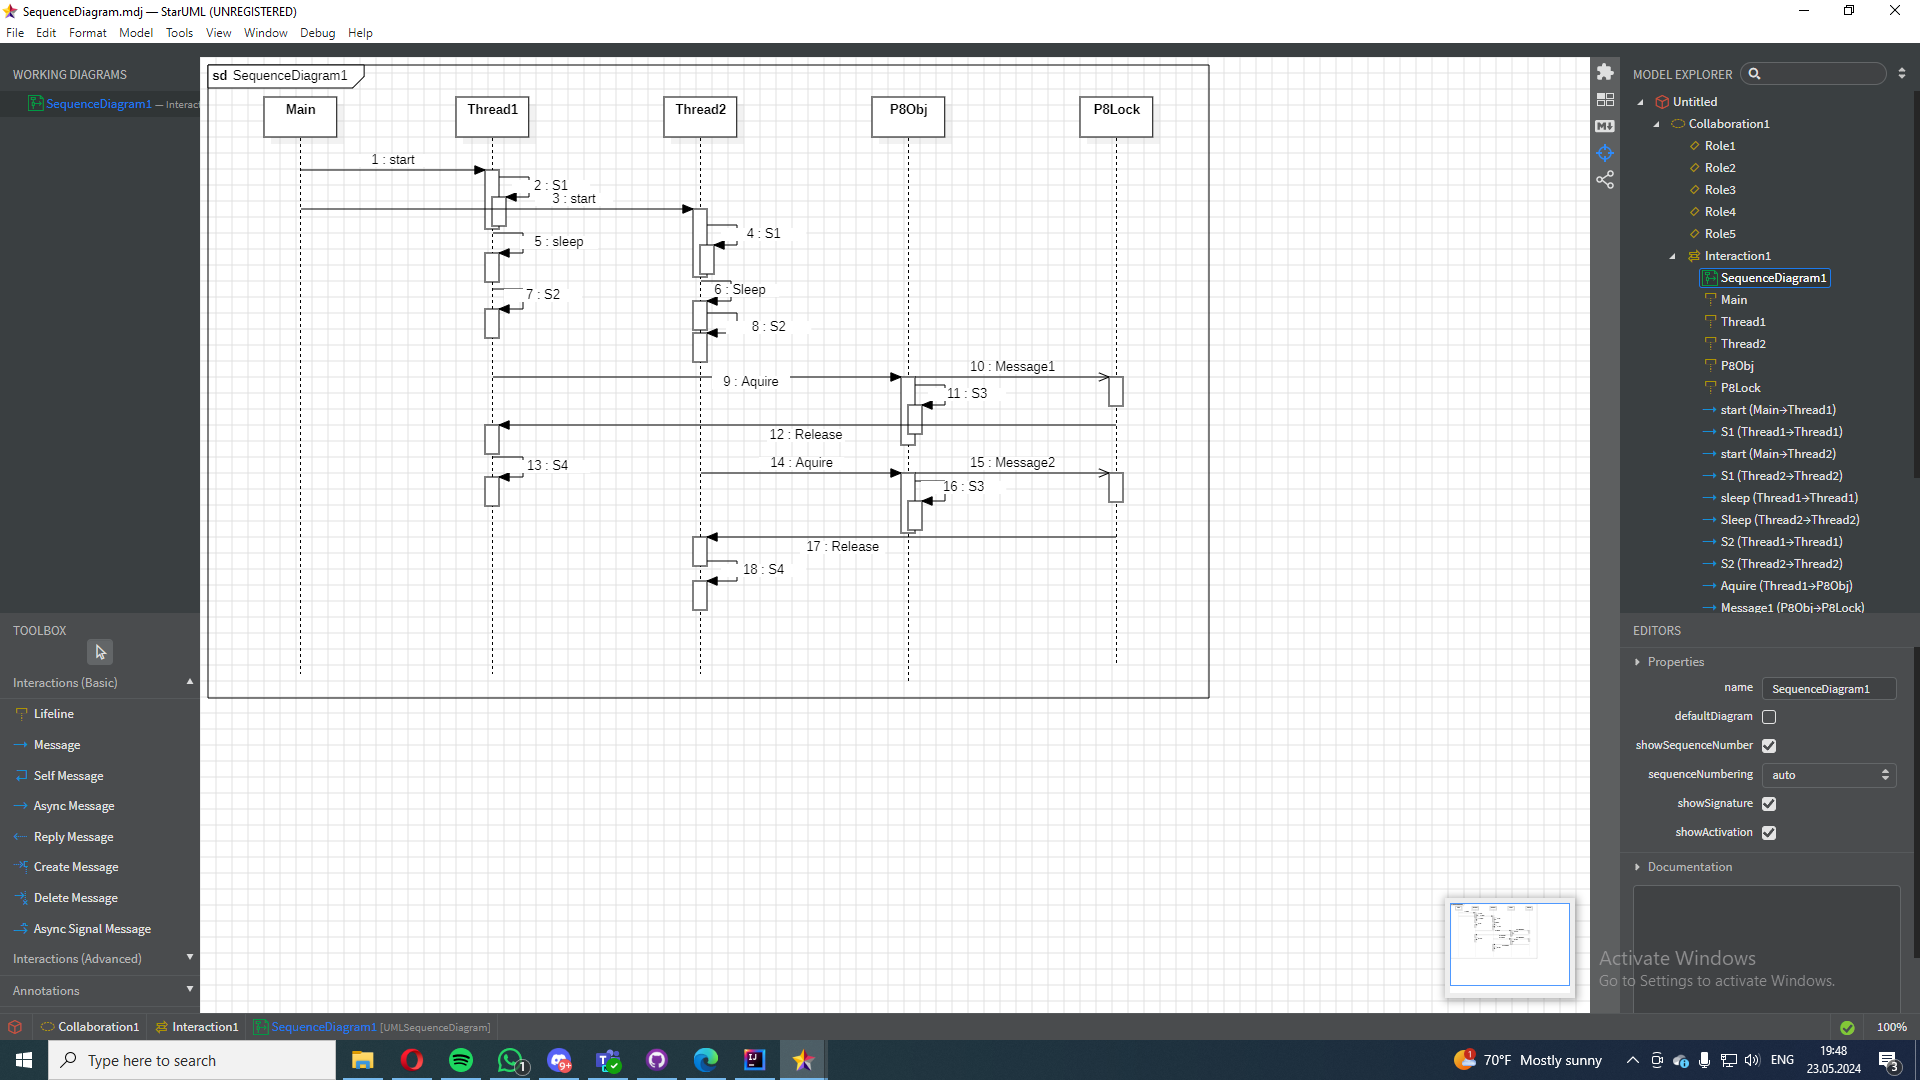 SequenceDiagram.mdj — StarUML (UNREGISTERED)
File Edit Format Model Tools View Window Debug Help
WORKING DIAGRAMS
SequenceDiagram1 — Interac
TOOLBOX
Interactions (Basic)
Lifeline
Message
Self Message
Async Message
Reply Message
Create Message
Delete Message
Async Signal Message
Interactions (Advanced)
Annotations
sd SequenceDiagram1
Main Thread1 Thread2 P8Obj P8Lock
1 : start
2 : S1
3 : start
4 : S1
5 : sleep
6 : Sleep
7 : S2
8 : S2
9 : Aquire
10 : Message1
11 : S3
12 : Release
13 : S4
14 : Aquire
15 : Message2
16 : S3
17 : Release
18 : S4
MODEL EXPLORER
Untitled
Collaboration1
Role1
Role2
Role3
Role4
Role5
Interaction1
SequenceDiagram1
Main
Thread1
Thread2
P8Obj
P8Lock
start (Main→Thread1)
S1 (Thread1→Thread1)
start (Main→Thread2)
S1 (Thread2→Thread2)
sleep (Thread1→Thread1)
Sleep (Thread2→Thread2)
S2 (Thread1→Thread1)
S2 (Thread2→Thread2)
Aquire (Thread1→P8Obj)
Message1 (P8Obj→P8Lock)
EDITORS
Properties
name SequenceDiagram1
defaultDiagram
showSequenceNumber
sequenceNumbering auto
showSignature
showActivation
Documentation
Activate Windows
Go to Settings to activate Windows.
Collaboration1 Interaction1 SequenceDiagram1 [UMLSequenceDiagram] 100%
Type here to search
1
9+
IJ
1
70°F Mostly sunny
ENG
19:48
23.05.2024
3